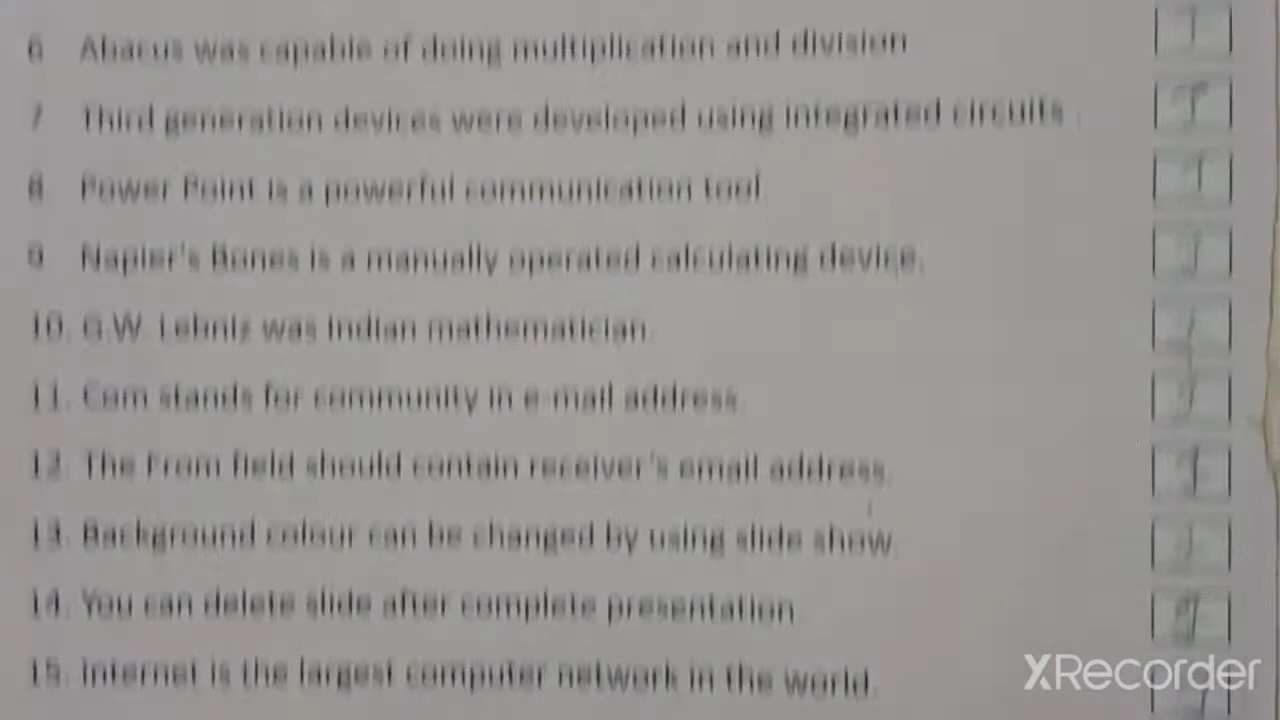 6 Abacus was capable of doing multiplication and division
7 Third generation devices were developed using integrated circuits.
8 Power Point is a powerful communication tool
9 Napier's Bones is a manually operated calculating device.
10. G.W. Lebniz was Indian mathematician
11. Com stands for community in e-mail address
12. The From field should contain receiver's email address
13. Background colour can be changed by using slide show
14. You can delete slide after complete presentation
15. Internet is the largest computer network in the world.
XRecorder